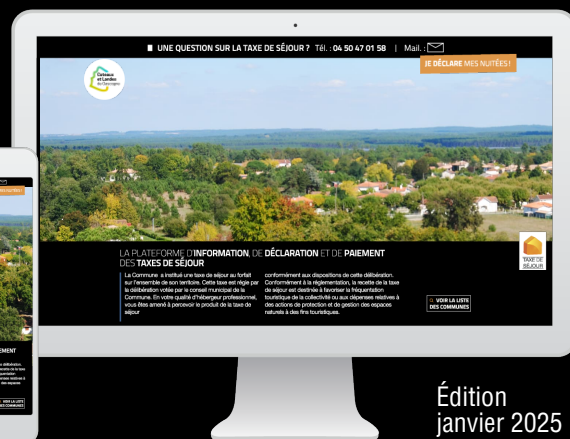 UNE QUESTION SUR LA TAXE DE SÉJOUR ? Tél. : 04 50 47 01 58 | Mail. :
JE DÉCLARE MES NUITÉES !
Coteaux
et Landes
de Gascogne
LA PLATEFORME D'INFORMATION, DE DÉCLARATION ET DE PAIEMENT
DES TAXES DE SÉJOUR
La Commune a institué une taxe de séjour au forfait
sur l'ensemble de son territoire. Cette taxe est régie par
la délibération votée par le conseil municipal de la
Commune. En votre qualité d'hébergeur professionnel,
vous êtes amené à percevoir le produit de la taxe de
séjour
conformément aux dispositions de cette délibération.
Conformément à la réglementation, la recette de la taxe
de séjour est destinée à favoriser la fréquentation
touristique de la collectivité ou aux dépenses relatives à
des actions de protection et de gestion des espaces
naturels à des fins touristiques.
TAXE DE
SÉJOUR
VOIR LA LISTE
DES COMMUNES
EMENT
VOIR LA LISTE
DES COMMUNES
Édition
janvier 2025